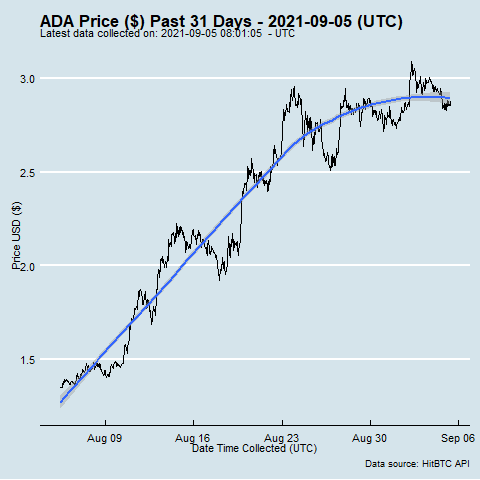 ADA Price ($) Past 31 Days - 2021-09-05 (UTC)
Latest data collected on: 2021-09-05 08:01:05 - UTC
3.0
2.5
2.0
1.5
Price USD ($)
Aug 09 Aug 16 Aug 23 Aug 30 Sep 06
Date Time Collected (UTC)
Data source: HitBTC API